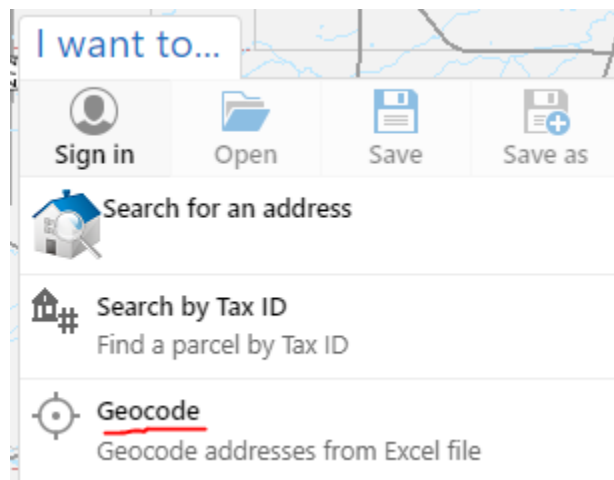 I want to...
Sign in Open Save Save as
Search for an address
Search by Tax ID
Find a parcel by Tax ID
Geocode
Geocode addresses from Excel file